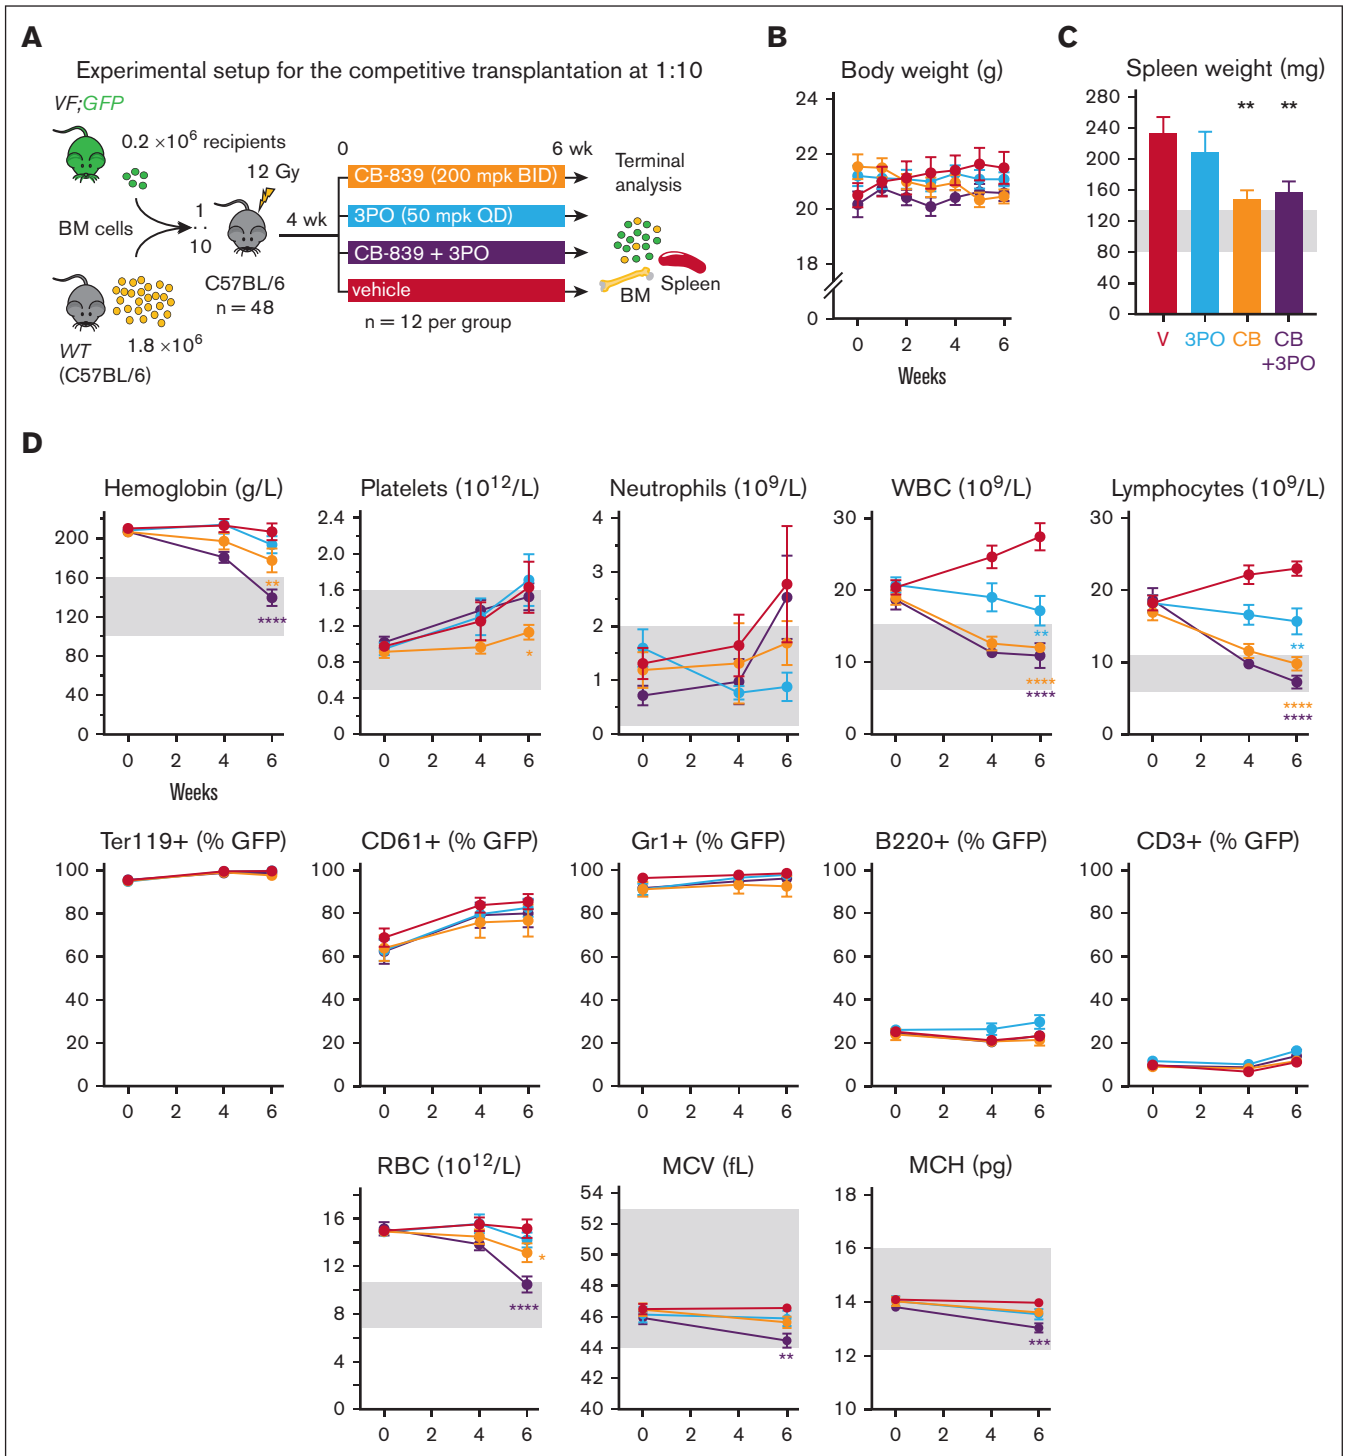 A
Experimental setup for the competitive transplantation at 1:10
VF;GFP
0.2 ×10⁶ recipients
12 Gy
BM cells
1
:
10
4 wk
C57BL/6
n = 48
WT
(C57BL/6)
1.8 ×10⁶
0
6 wk
CB-839 (200 mpk BID)
3PO (50 mpk QD)
CB-839 + 3PO
vehicle
n = 12 per group
Terminal
analysis
BM
Spleen
B
Body weight (g)
24
22
20
18
0
0 2 4 6
Weeks
C
Spleen weight (mg)
280
240
200
160
120
80
40
0
** **
V 3PO CB CB
+3PO
D
Hemoglobin (g/L)
200
160
120
80
40
0
**
****
0 2 4 6
Weeks
Platelets (10¹²/L)
2.4
2.0
1.6
1.2
0.8
0.4
0
*
0 2 4 6
Neutrophils (10⁹/L)
4
3
2
1
0
0 2 4 6
WBC (10⁹/L)
30
20
10
0
**
****
****
0 2 4 6
Lymphocytes (10⁹/L)
30
20
10
0
**
****
****
0 2 4 6
Ter119+ (% GFP)
100
80
60
40
20
0
0 2 4 6
CD61+ (% GFP)
100
80
60
40
20
0
0 2 4 6
Gr1+ (% GFP)
100
80
60
40
20
0
0 2 4 6
B220+ (% GFP)
100
80
60
40
20
0
0 2 4 6
CD3+ (% GFP)
100
80
60
40
20
0
0 2 4 6
RBC (10¹²/L)
16
12
8
4
0
*
****
0 2 4 6
MCV (fL)
54
52
50
48
46
44
42
40
**
0 2 4 6
MCH (pg)
18
16
14
12
10
***
0 2 4 6